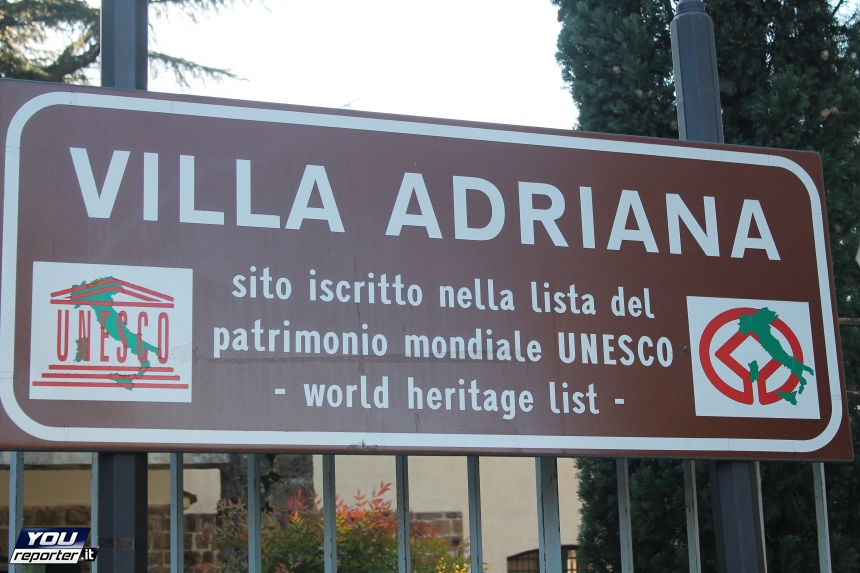 VILLA ADRIANA
UNESCO
sito iscritto nella lista del
patrimonio mondiale UNESCO
- world heritage list -
YOU
reporter.it